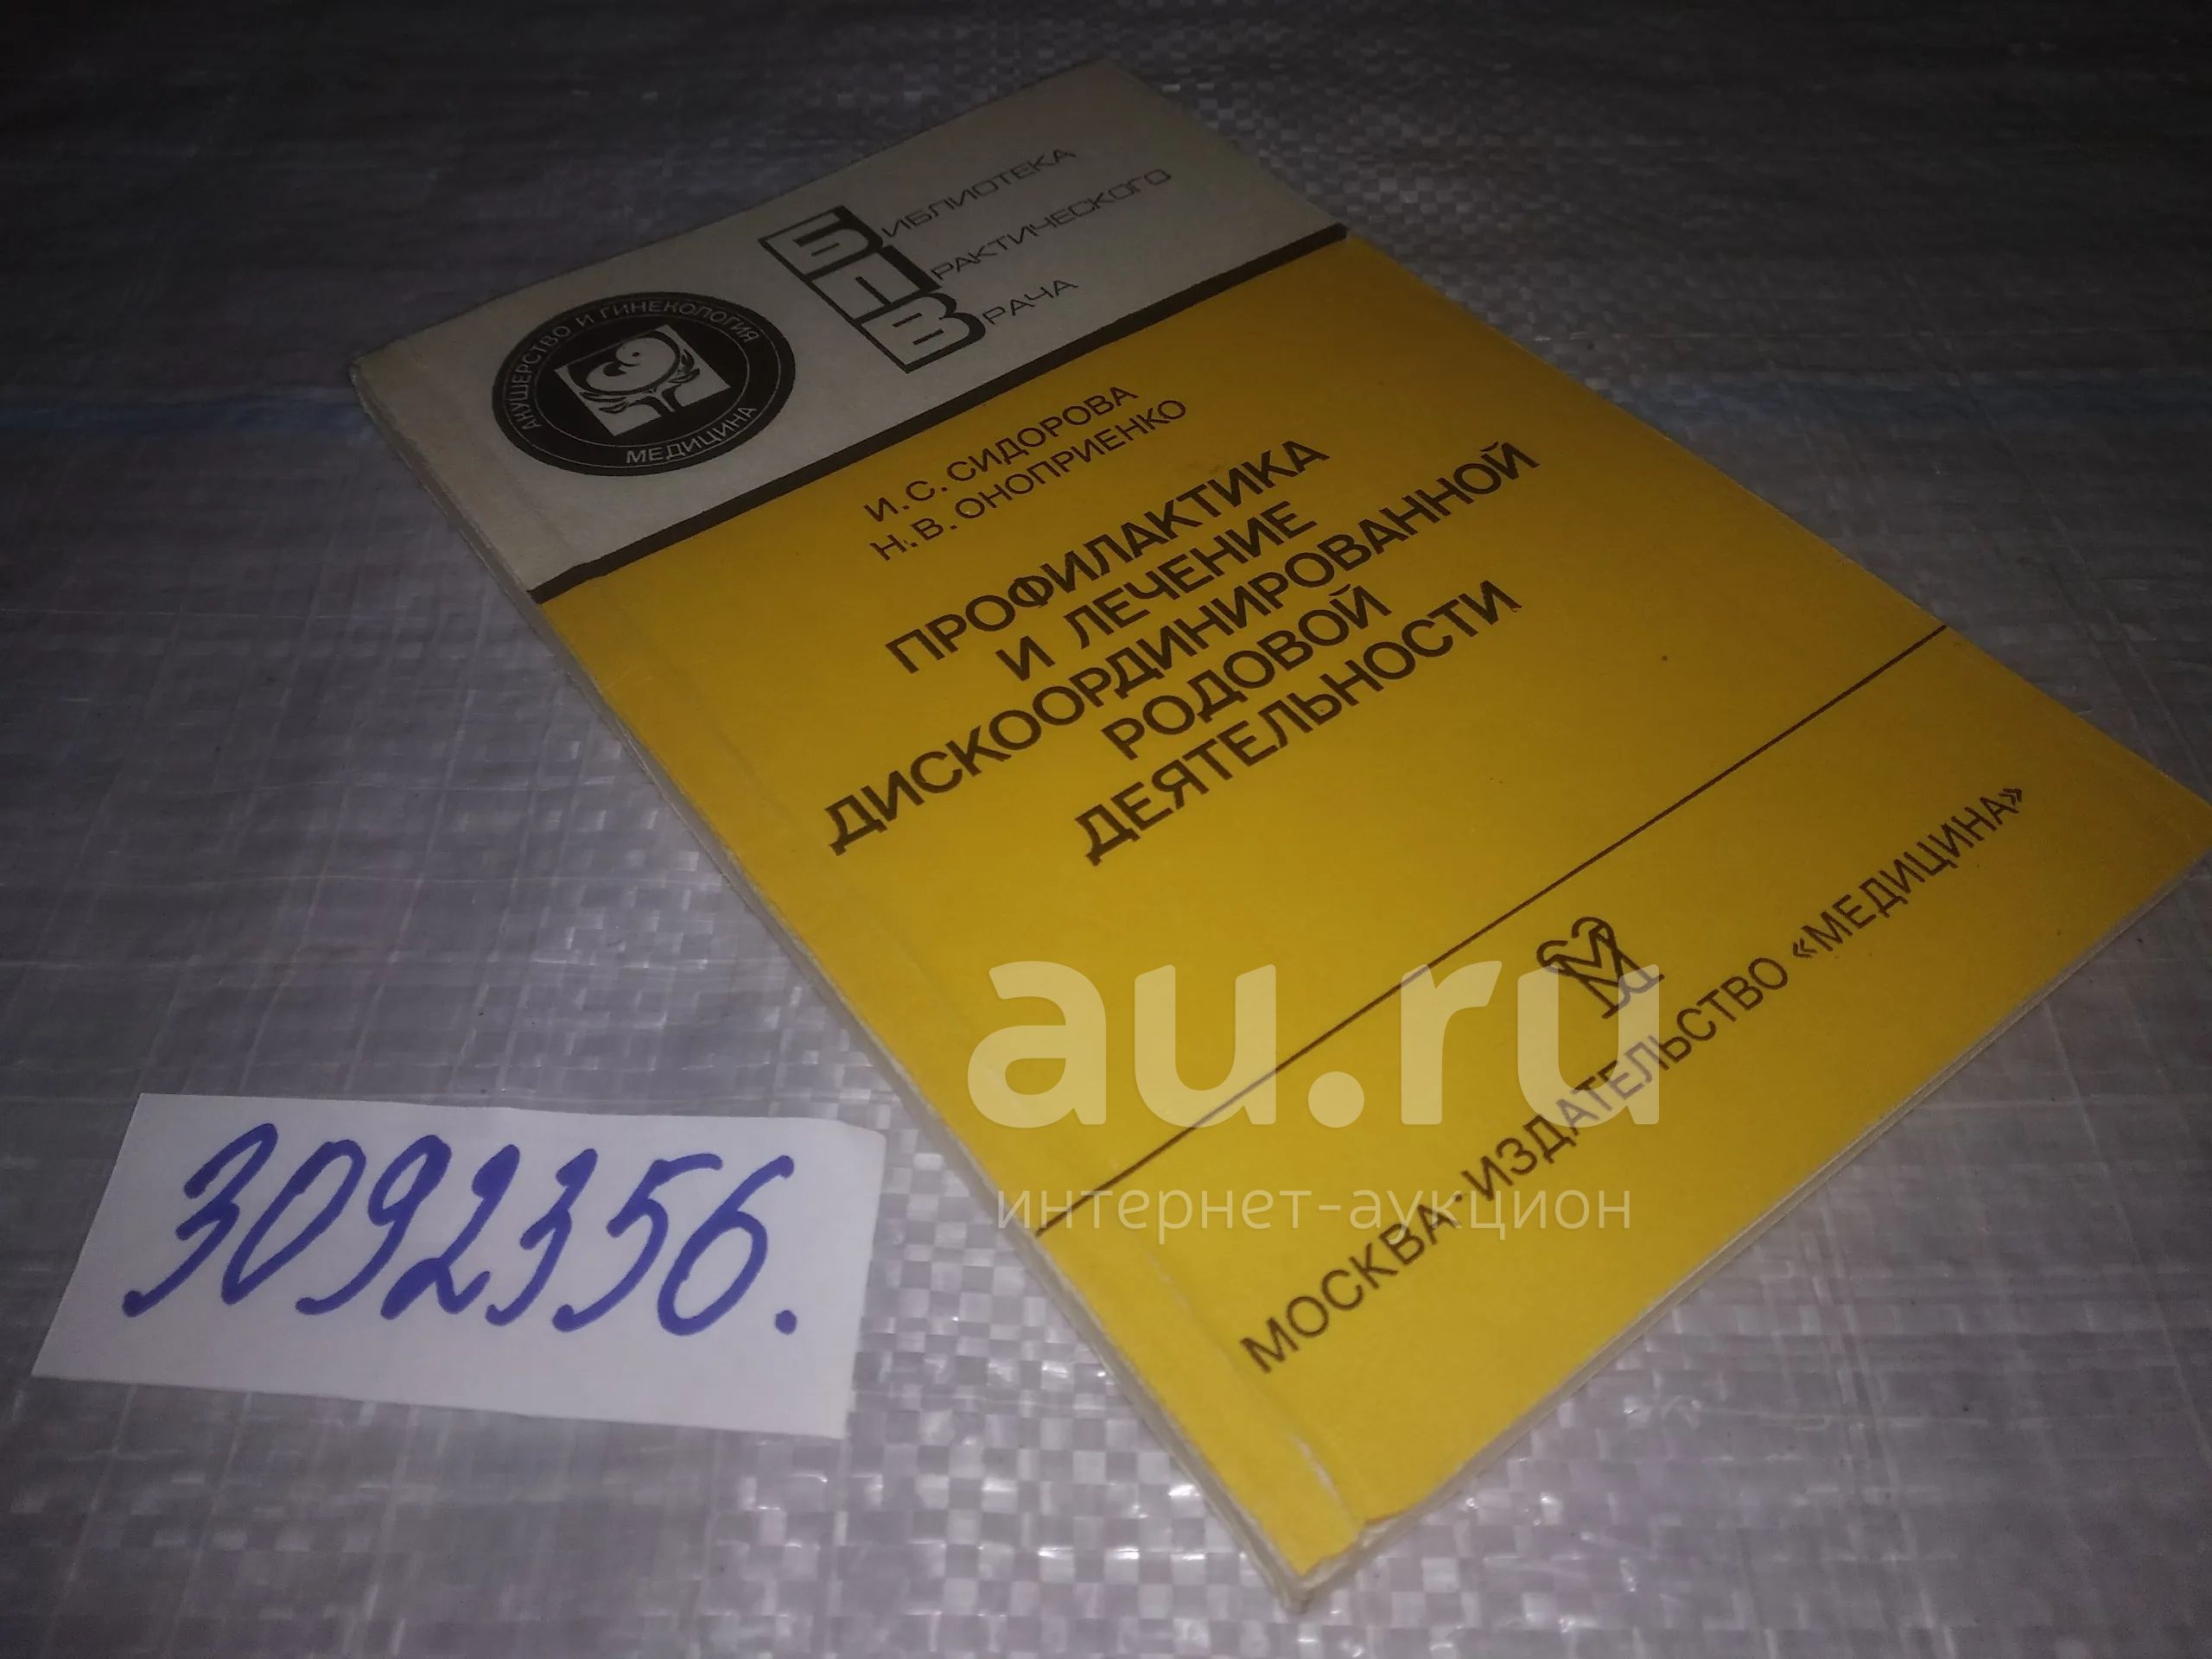 БИБЛИОТЕКА
ПРАКТИЧЕСКОГО
ВРАЧА
АКУШЕРСТВО И ГИНЕКОЛОГИЯ
МЕДИЦИНА
И. С. СИДОРОВА
Н. В. ОНОПРИЕНКО
ПРОФИЛАКТИКА
И ЛЕЧЕНИЕ
ДИСКООРДИНИРОВАННОЙ
РОДОВОЙ
ДЕЯТЕЛЬНОСТИ
МОСКВА · ИЗДАТЕЛЬСТВО «МЕДИЦИНА»
au.ru
интернет-аукцион
3092356.